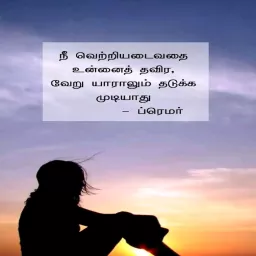 நீ வெற்றியடைவதை
உன்னைத் தவிர,
வேறு யாராலும் தடுக்க
முடியாது
– ப்ரெமர்